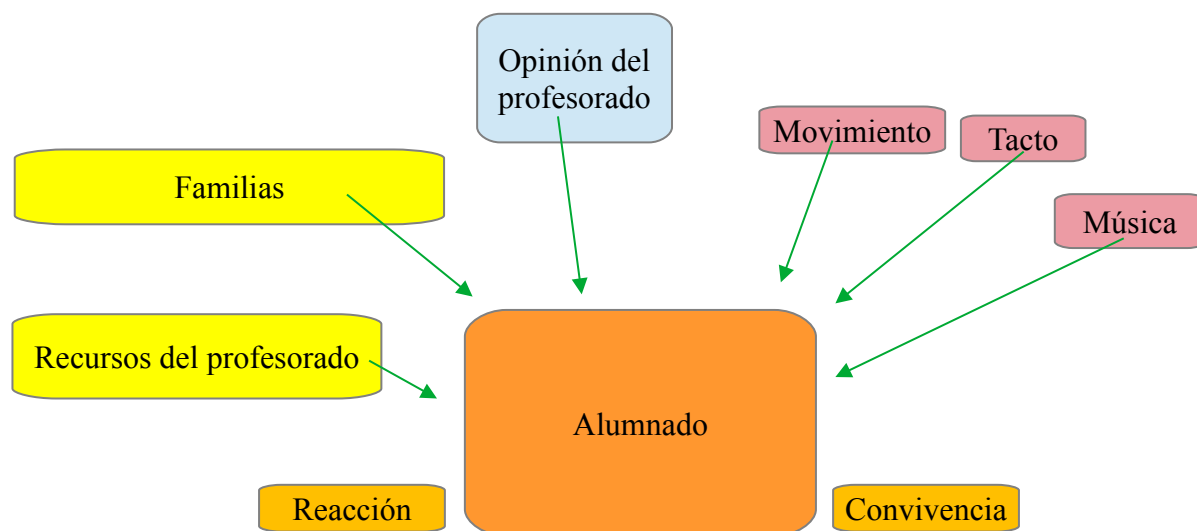 Opinión del
profesorado
Movimiento
Tacto
Familias
Música
Recursos del profesorado
Alumnado
Reacción
Convivencia